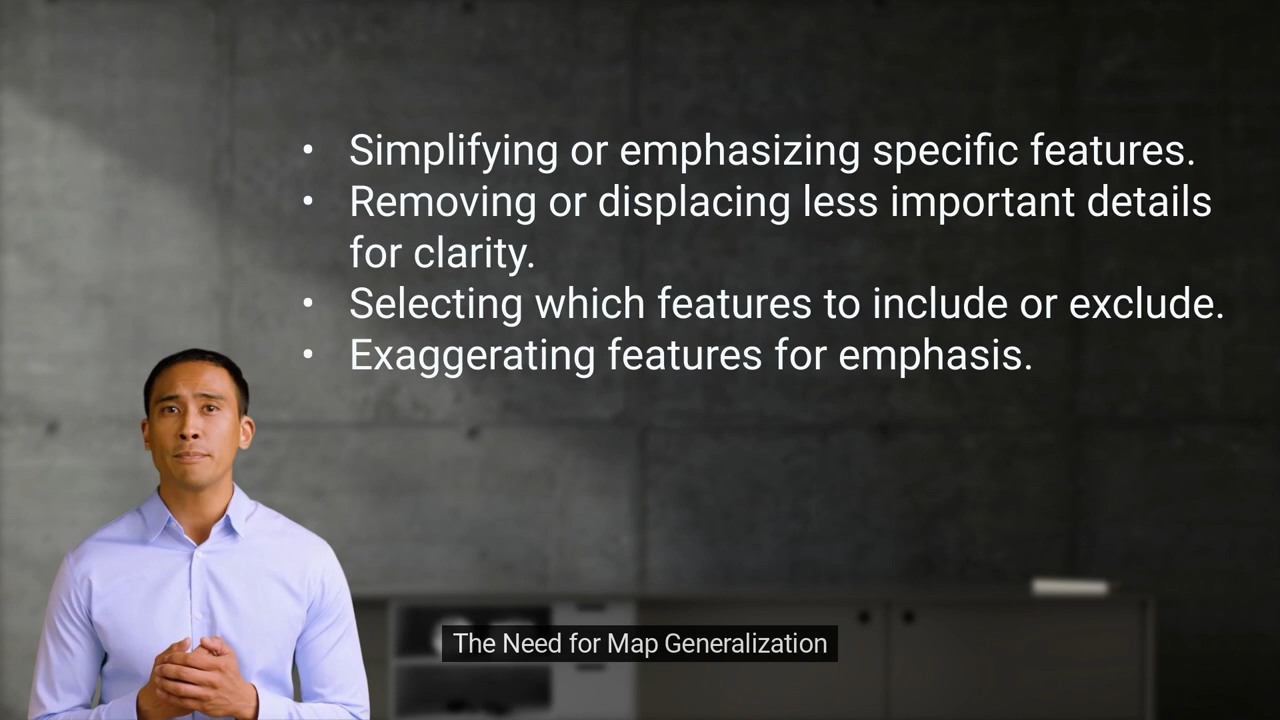 • Simplifying or emphasizing specific features.
• Removing or displacing less important details
for clarity.
• Selecting which features to include or exclude.
• Exaggerating features for emphasis.
The Need for Map Generalization